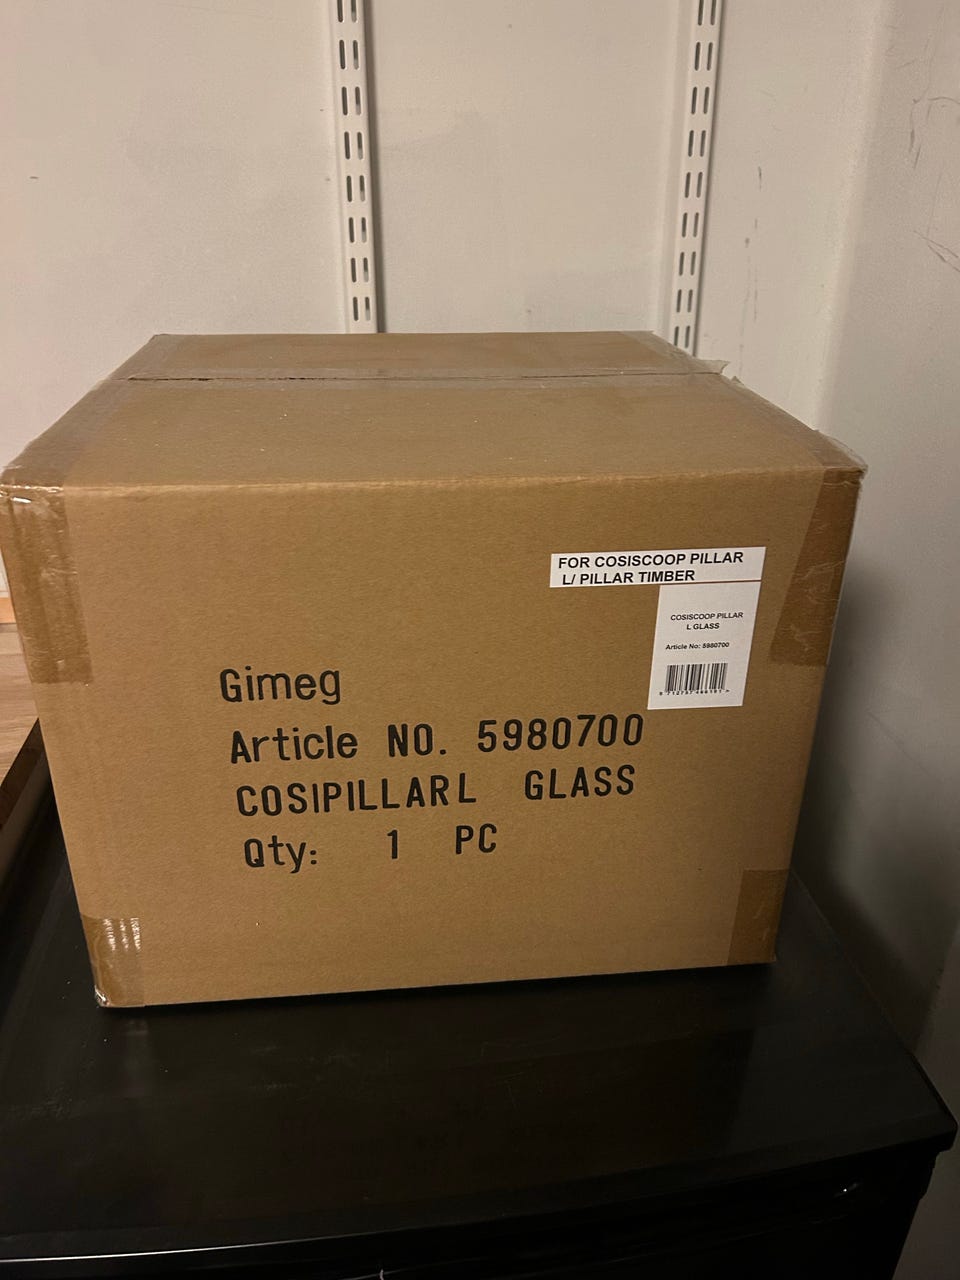 FOR COSISCOOP PILLAR
L/ PILLAR TIMBER
COSISCOOP PILLAR
L GLASS
Article No: 5980700
Gimeg
Article NO. 5980700
COSIPILLARL GLASS
Qty: 1 PC